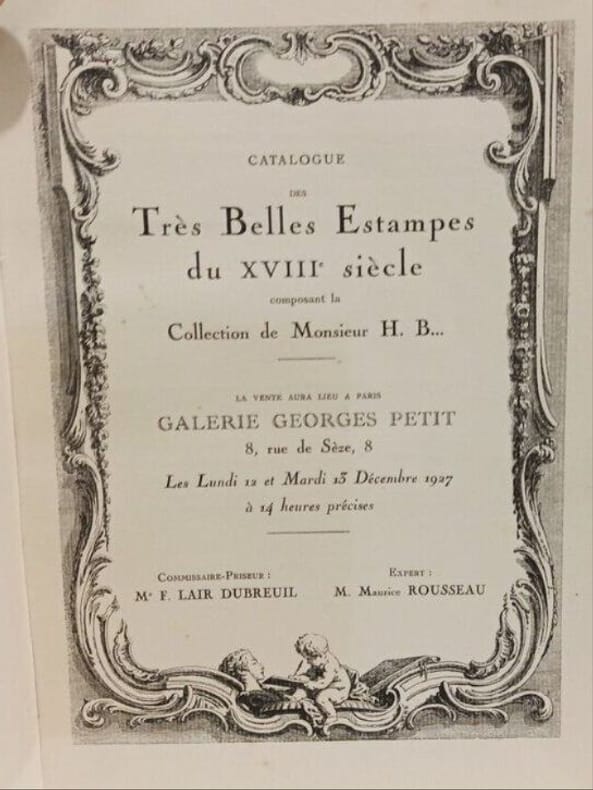 CATALOGUE
DES
Très Belles Estampes
du XVIIIᵉ siècle
composant la
Collection de Monsieur H. B...
LA VENTE AURA LIEU A PARIS
GALERIE GEORGES PETIT
8, rue de Sèze, 8
Les Lundi 12 et Mardi 13 Décembre 1927
à 14 heures précises
COMMISSAIRE-PRISEUR :
Mᵉ F. LAIR DUBREUIL
EXPERT :
M. Maurice ROUSSEAU